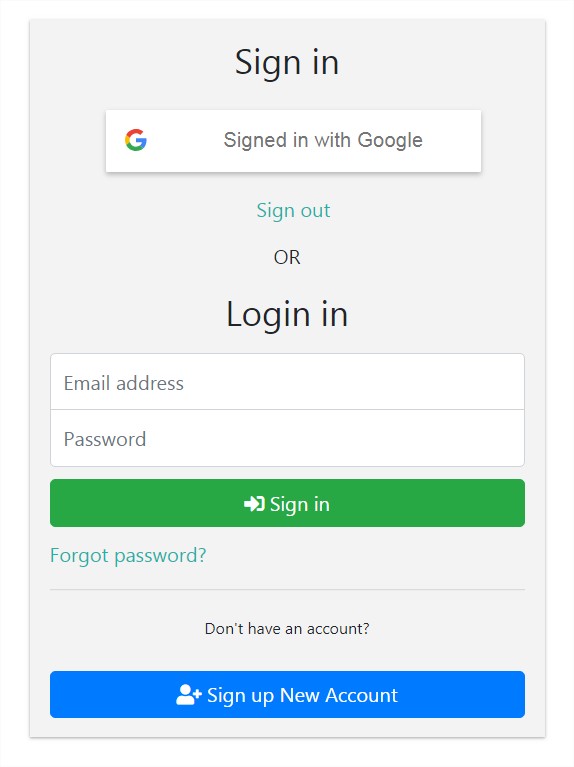 Sign in
Signed in with Google
Sign out
OR
Login in
Email address
Password
Sign in
Forgot password?
Don't have an account?
Sign up New Account